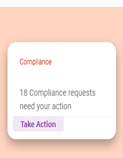 Compliance
18 Compliance requests
need your action
Take Action